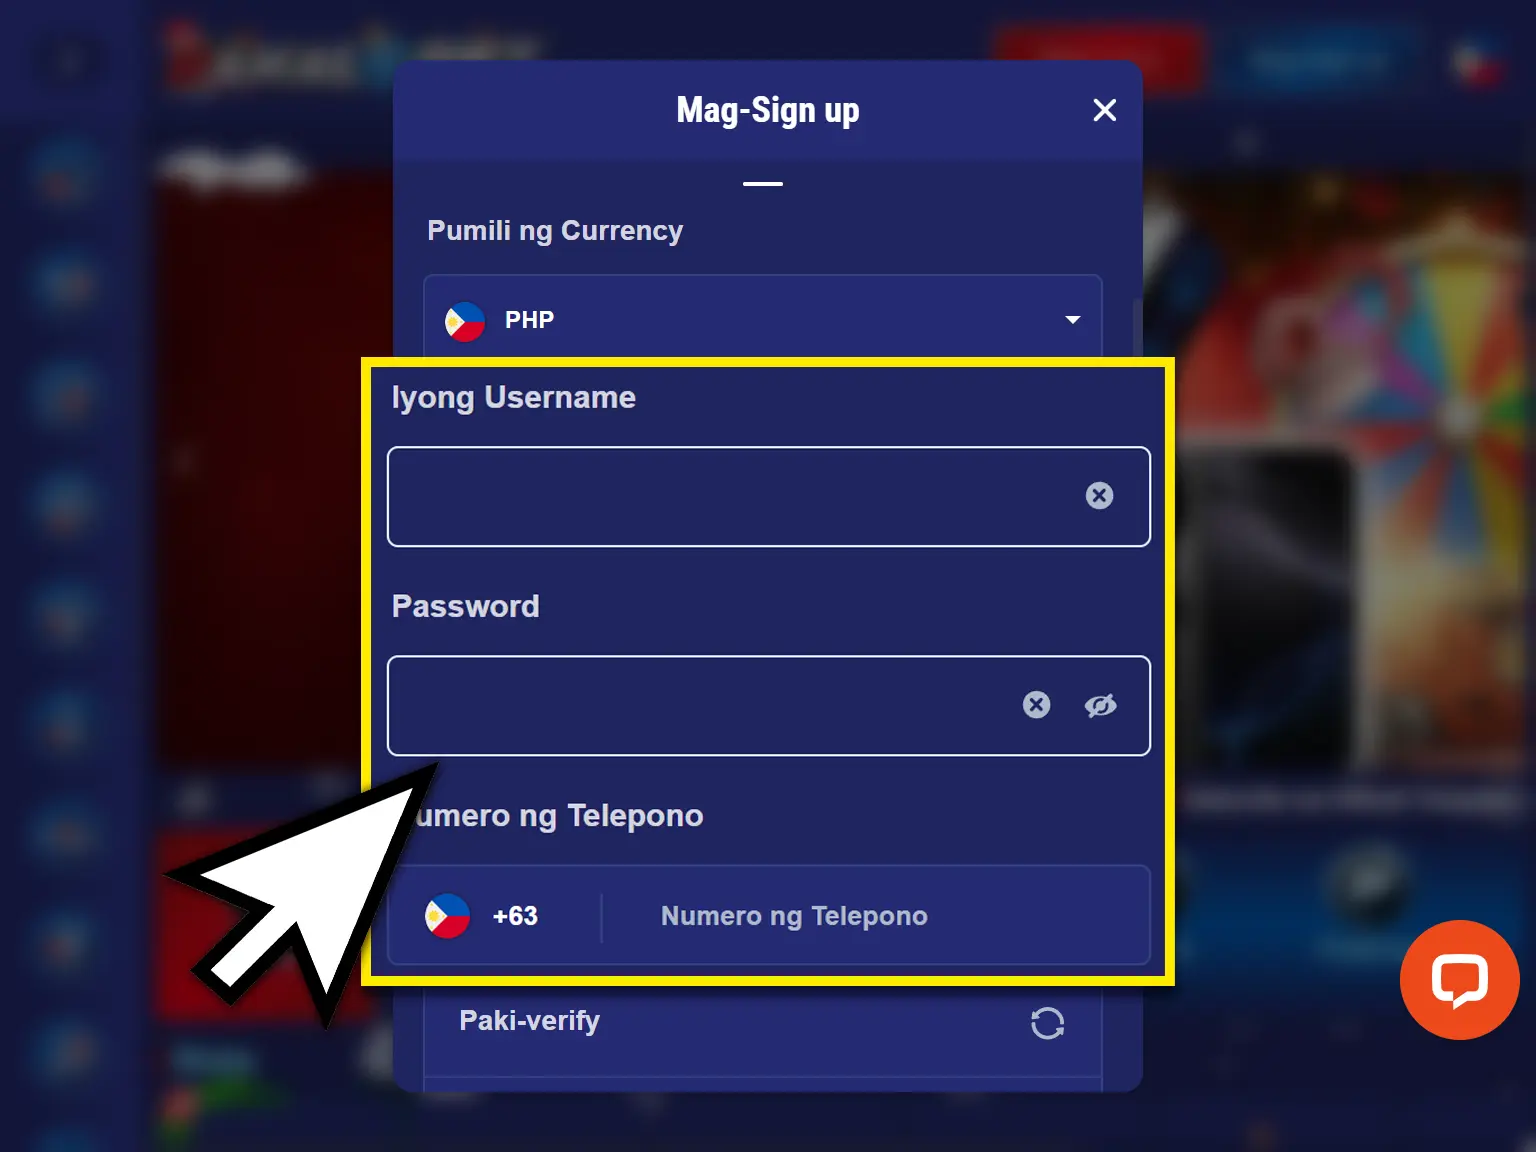 Mag-Sign up
Pumili ng Currency
PHP
Iyong Username
Password
umero ng Telepono
+63 Numero ng Telepono
Paki-verify